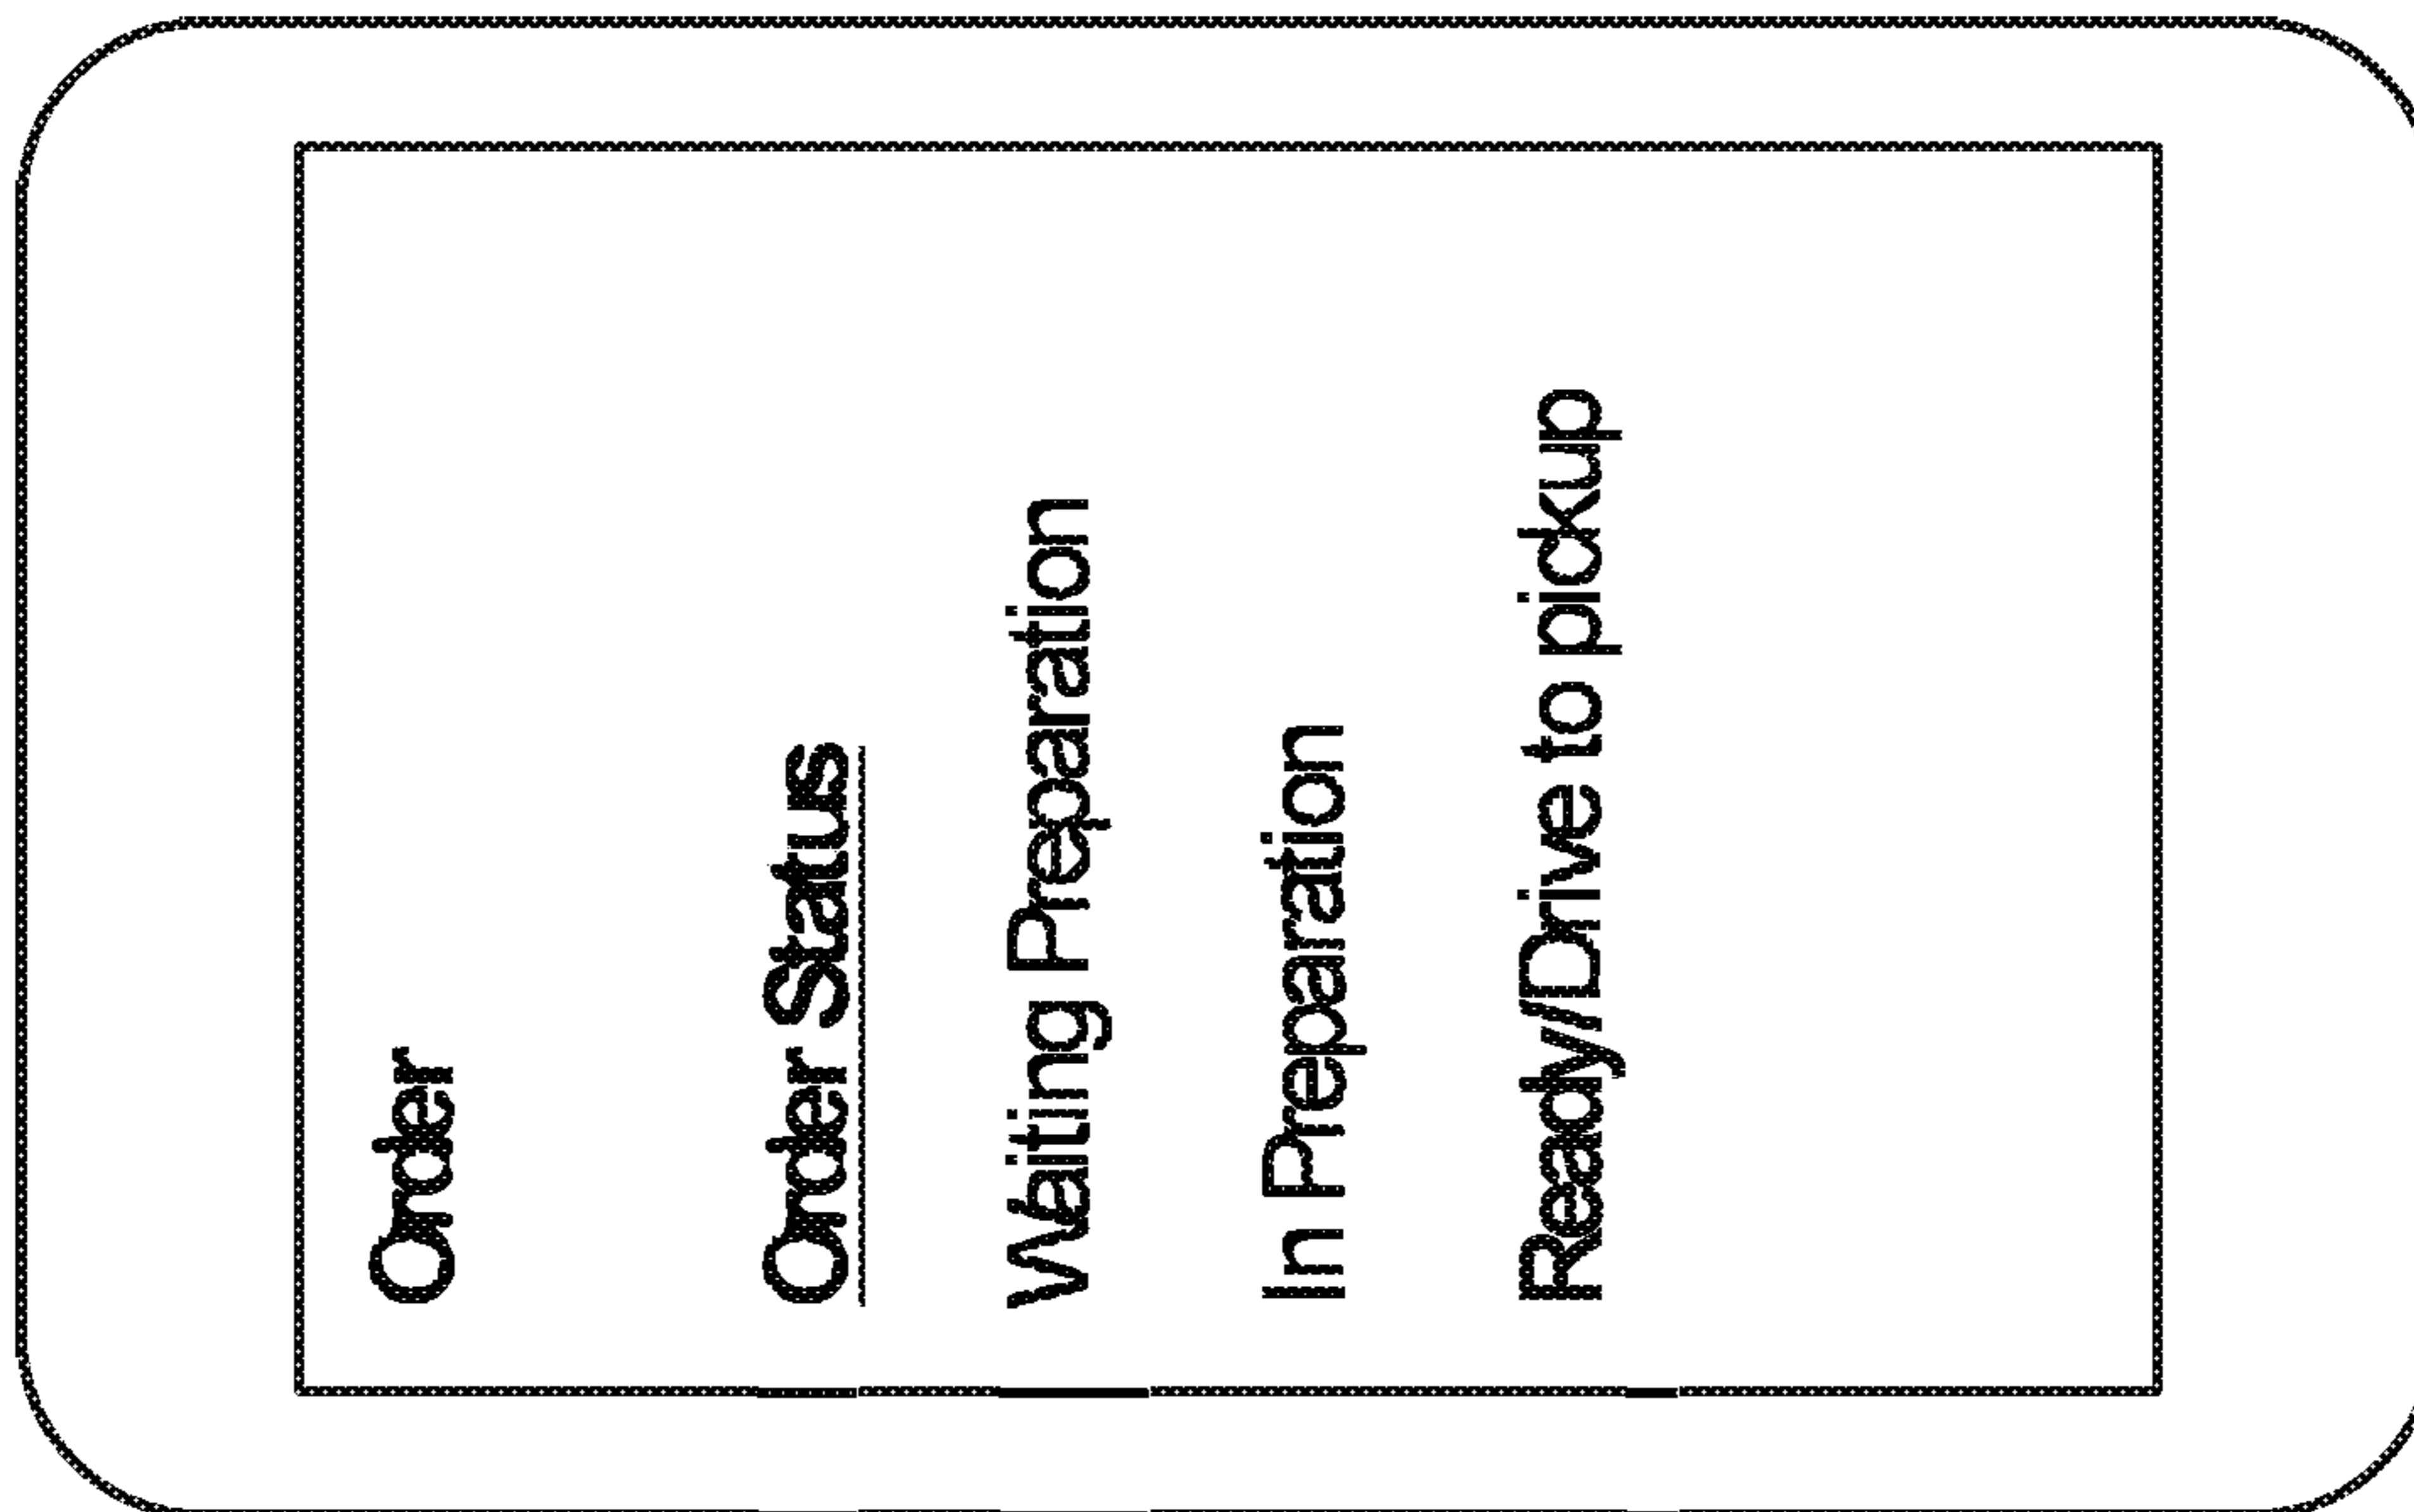 Order
Order Status
Waiting Preparation
In Preparation
Ready/Drive to pickup